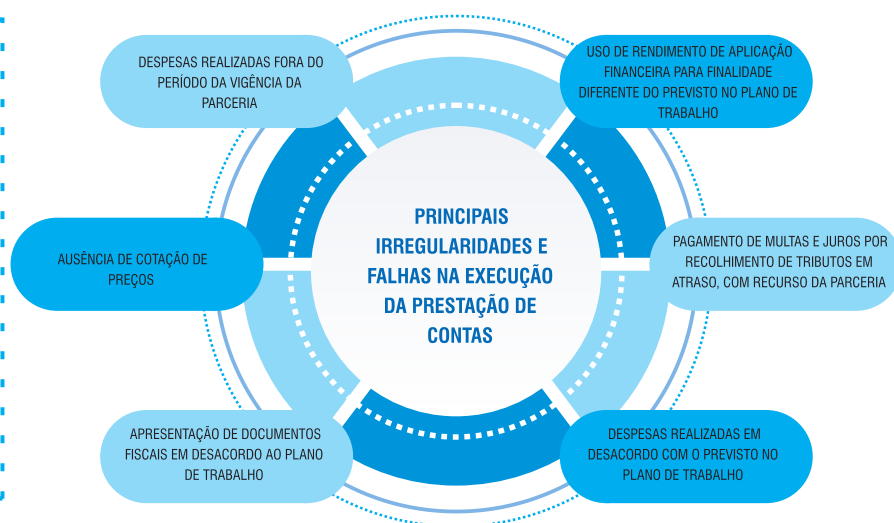 DESPESAS REALIZADAS FORA DO
PERÍODO DA VIGÊNCIA DA
PARCERIA
USO DE RENDIMENTO DE APLICAÇÃO
FINANCEIRA PARA FINALIDADE
DIFERENTE DO PREVISTO NO PLANO DE
TRABALHO
AUSÊNCIA DE COTAÇÃO DE
PREÇOS
PRINCIPAIS
IRREGULARIDADES E
FALHAS NA EXECUÇÃO
DA PRESTAÇÃO DE
CONTAS
PAGAMENTO DE MULTAS E JUROS POR
RECOLHIMENTO DE TRIBUTOS EM
ATRASO, COM RECURSO DA PARCERIA
APRESENTAÇÃO DE DOCUMENTOS
FISCAIS EM DESACORDO AO PLANO
DE TRABALHO
DESPESAS REALIZADAS EM
DESACORDO COM O PREVISTO NO
PLANO DE TRABALHO